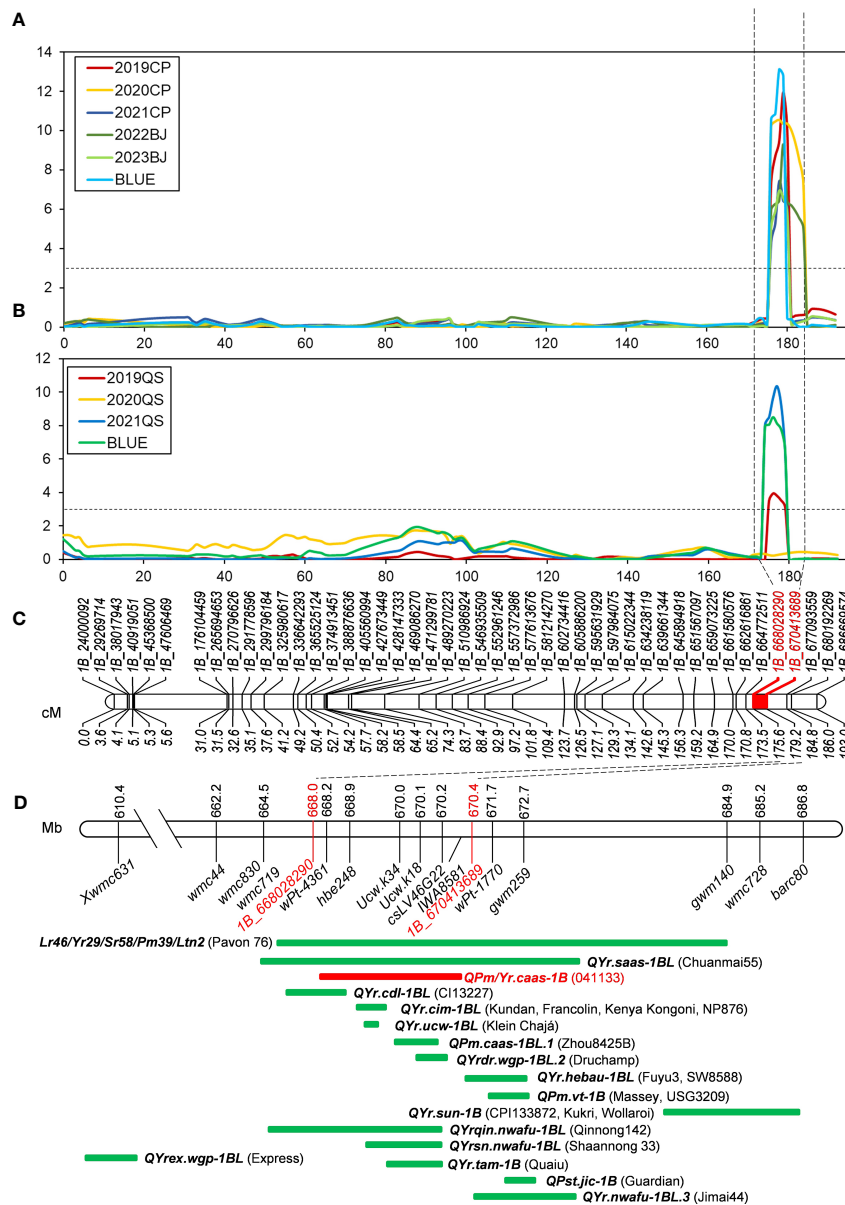 A
14
12
10
8
6
4
2
0
2019CP
2020CP
2021CP
2022BJ
2023BJ
BLUE
0 20 40 60 80 100 120 140 160 180
B
12
10
8
6
4
2
0
2019QS
2020QS
2021QS
BLUE
0 20 40 60 80 100 120 140 160 180
C
1B_24000092
1B_29269714
1B_38017943
1B_40919051
1B_45388500
1B_47606469
1B_176104459
1B_265694653
1B_270796626
1B_291778596
1B_299796184
1B_325980617
1B_336642293
1B_365525124
1B_374913451
1B_388876636
1B_405560994
1B_427673449
1B_428147333
1B_469086270
1B_471299781
1B_489270223
1B_510986924
1B_546935509
1B_552961246
1B_557372986
1B_577613676
1B_581214270
1B_602734416
1B_605886200
1B_595631929
1B_597984075
1B_615022344
1B_634238119
1B_639661344
1B_645894918
1B_651567097
1B_659073225
1B_661580576
1B_662616861
1B_664772511
1B_668028290
1B_670413689
1B_677093559
1B_680192269
cM
0.0
3.6
4.1
5.1
5.3
5.6
31.0
31.5
32.6
35.1
37.6
41.2
49.2
50.4
52.7
54.2
57.7
58.2
58.5
64.4
65.2
74.3
83.7
88.4
92.9
97.2
101.8
109.4
123.7
126.5
127.1
129.3
134.1
142.6
145.3
156.3
159.2
164.9
170.0
170.8
173.5
175.6
179.2
184.8
186.0
D
Mb
610.4
662.2
664.5
668.0
668.2
668.9
670.0
670.1
670.2
670.4
671.7
672.7
684.9
685.2
686.8
Xwmc631
wmc44
wmc830
wmc719
1B_668028290
wPt-4361
hbe248
Ucw.k34
Ucw.k18
csLV46G22
IWA8581
1B_670413689
wPt-1770
gwm259
gwm140
wmc728
barc80
Lr46/Yr29/Sr58/Pm39/Ltn2 (Pavon 76)
QYr.saas-1BL (Chuanmai55)
QPm/Yr.caas-1B (041133)
QYr.cdl-1BL (CI13227)
QYr.cim-1BL (Kundan, Francolin, Kenya Kongoni, NP876)
QYr.ucw-1BL (Klein Chajá)
QPm.caas-1BL.1 (Zhou8425B)
QYrdr.wgp-1BL.2 (Druchamp)
QYr.hebau-1BL (Fuyu3, SW8588)
QPm.vt-1B (Massey, USG3209)
QYr.sun-1B (CPI133872, Kukri, Wollaroi)
QYrqin.nwafu-1BL (Qinnong142)
QYrsn.nwafu-1BL (Shaannong 33)
QYrex.wgp-1BL (Express)
QYr.tam-1B (Quaiu)
QPst.jic-1B (Guardian)
QYr.nwafu-1BL.3 (Jimai44)